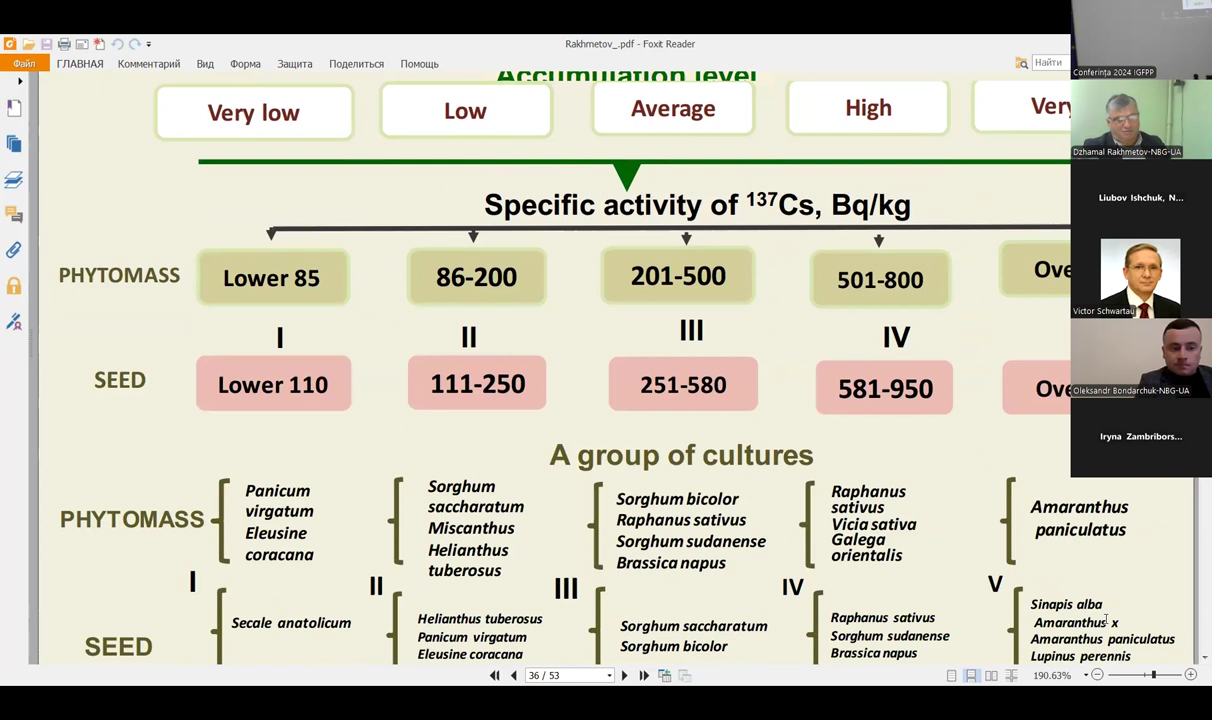 Rakhmetov_.pdf - Foxit Reader
Conferința 2024 IGFPP
Файл ГЛАВНАЯ Комментарий Вид Форма Защита Поделиться Помощь
Найти
Accumulation level
Very low Low Average High Very
Dzhamal Rakhmetov-NBG-UA
Specific activity of ¹³⁷Cs, Bq/kg
Liubov Ishchuk, N...
PHYTOMASS Lower 85 86-200 201-500 501-800
Victor Schwartau
I II III IV
SEED Lower 110 111-250 251-580 581-950
Oleksandr Bondarchuk-NBG-UA
Iryna Zambribors...
A group of cultures
PHYTOMASS
Panicum
virgatum
Eleusine
coracana
Sorghum
saccharatum
Miscanthus
Helianthus
tuberosus
Sorghum bicolor
Raphanus sativus
Sorghum sudanense
Brassica napus
Raphanus
sativus
Vicia sativa
Galega
orientalis
Amaranthus
paniculatus
I II III IV V
SEED
Secale anatolicum
Helianthus tuberosus
Panicum virgatum
Eleusine coracana
Sorghum saccharatum
Sorghum bicolor
Raphanus sativus
Sorghum sudanense
Brassica napus
Sinapis alba
Amaranthus x
Amaranthus paniculatus
Lupinus perennis
36 / 53
190.63%